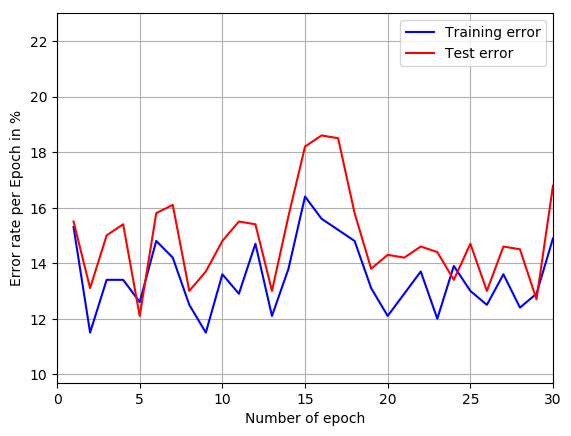 Training error
Test error
Error rate per Epoch in %
22
20
18
16
14
12
10
0 5 10 15 20 25 30
Number of epoch